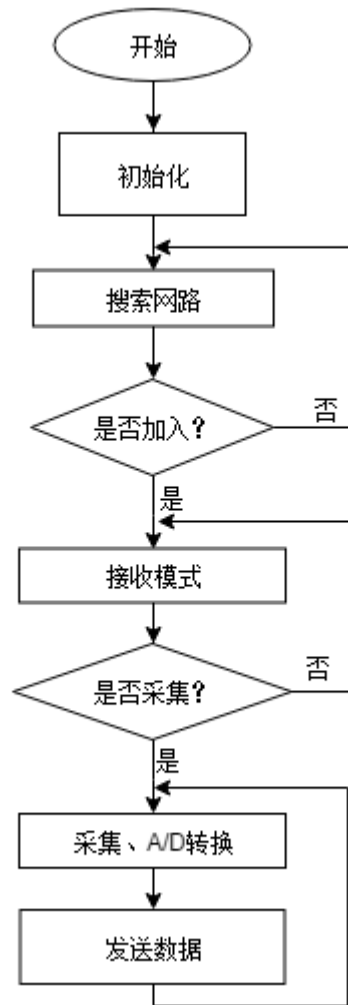 开始
初始化
搜索网路
是否加入？
否
是
接收模式
是否采集？
否
是
采集、A/D转换
发送数据